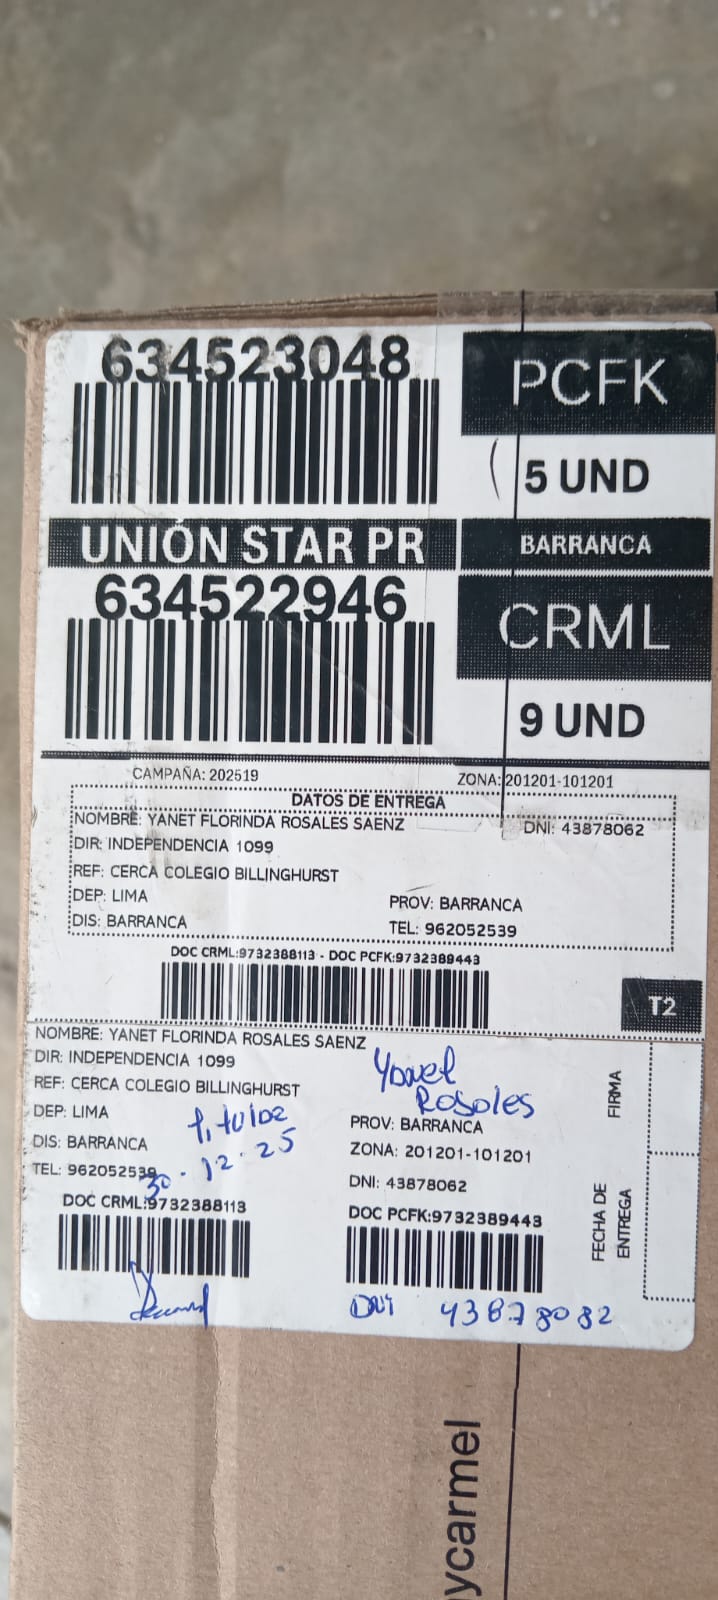 634523048
PCFK
5 UND
UNIÓN STAR PR
BARRANCA
634522946
CRML
9 UND
CAMPAÑA: 202519 ZONA: 201201-101201
DATOS DE ENTREGA
NOMBRE: YANET FLORINDA ROSALES SAENZ DNI: 43878062
DIR: INDEPENDENCIA 1099
REF: CERCA COLEGIO BILLINGHURST
DEP: LIMA PROV: BARRANCA
DIS: BARRANCA TEL: 962052539
DOC CRML:9732388113 - DOC PCFK:9732389443
T2
NOMBRE: YANET FLORINDA ROSALES SAENZ
DIR: INDEPENDENCIA 1099
REF: CERCA COLEGIO BILLINGHURST
DEP: LIMA
DIS: BARRANCA
TEL: 962052539
DOC CRML:9732388113
Titular
30-12-25
Yanet
Rosales
PROV: BARRANCA
ZONA: 201201-101201
DNI: 43878062
DOC PCFK:9732389443
DNI 43878082
FIRMA
FECHA DE
ENTREGA
ycarmel